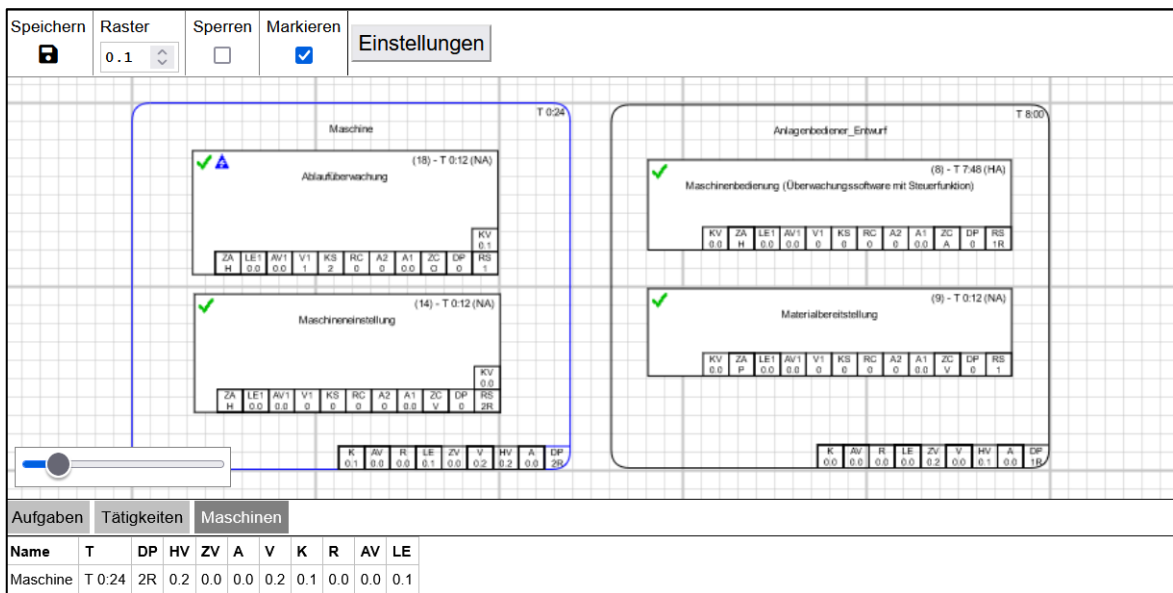 Speichern Raster Sperren Markieren Einstellungen
0.1
T 0:24
Maschine
(18) - T 0:12 (NA)
Ablaufüberwachung
KV
0.1
ZA LE1 AV1 V1 KS RC A2 A1 ZC DP RS
H 0.0 0.0 1 2 0 0 0.0 O 0 1
(14) - T 0:12 (NA)
Maschineneinstellung
KV
0.0
ZA LE1 AV1 V1 KS RC A2 A1 ZC DP RS
H 0.0 0.0 0 0 0 0 0.0 V 0 2R
K AV R LE ZV V HV A DP
0.1 0.0 0.0 0.1 0.0 0.2 0.2 0.0 2R
T 8:00
Anlagenbediener_Entwurf
(8) - T 7:48 (HA)
Maschinenbedienung (Überwachungssoftware mit Steuerfunktion)
KV ZA LE1 AV1 V1 KS RC A2 A1 ZC DP RS
0.0 H 0.0 0.0 0 0 0 0 0.0 A 0 1R
(9) - T 0:12 (NA)
Materialbereitstellung
KV ZA LE1 AV1 V1 KS RC A2 A1 ZC DP RS
0.0 P 0.0 0.0 0 0 0 0 0.0 V 0 1
K AV R LE ZV V HV A DP
0.0 0.0 0.0 0.0 0.2 0.0 0.1 0.0 1R
Aufgaben Tätigkeiten Maschinen
Name T DP HV ZV A V K R AV LE
Maschine T 0:24 2R 0.2 0.0 0.0 0.2 0.1 0.0 0.0 0.1